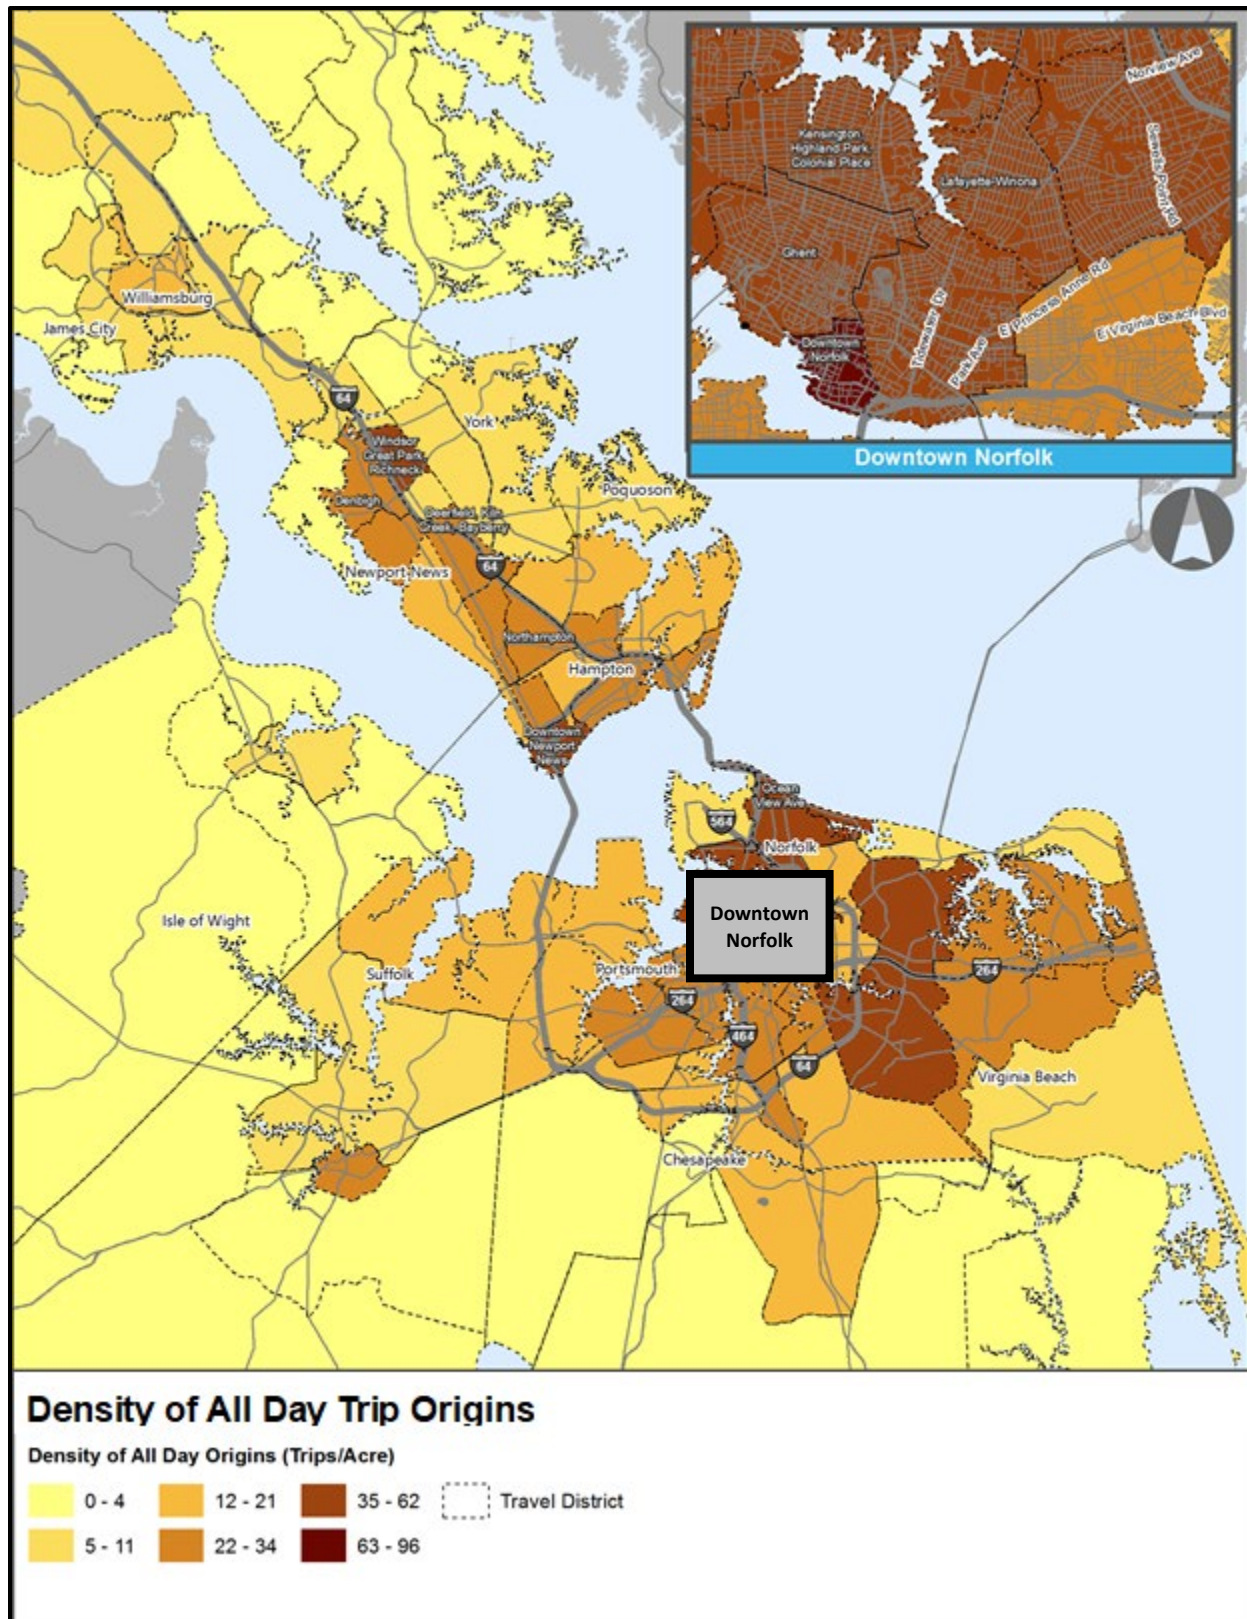 Norview Ave
Kensington
Highland Park
Colonial Place
Sewells Point Rd
Lafayette-Winona
Ghent
E Princess Anne Rd
E Virginia Beach Blvd
Tidewater Dr
Park Ave
Downtown
Norfolk
Downtown Norfolk
Williamsburg
James City
64
York
Windsor
Great Park
Richneck
Poquoson
Denbigh
Deerfield, Kiln
Creek, Bayberry
Newport News
64
Northampton
Hampton
Downtown
Newport
News
Ocean
View Ave
564
Norfolk
Downtown
Norfolk
Isle of Wight
Suffolk
Portsmouth
264
264
464
64
Virginia Beach
Chesapeake
Density of All Day Trip Origins
Density of All Day Origins (Trips/Acre)
0 - 4
12 - 21
35 - 62
Travel District
5 - 11
22 - 34
63 - 96